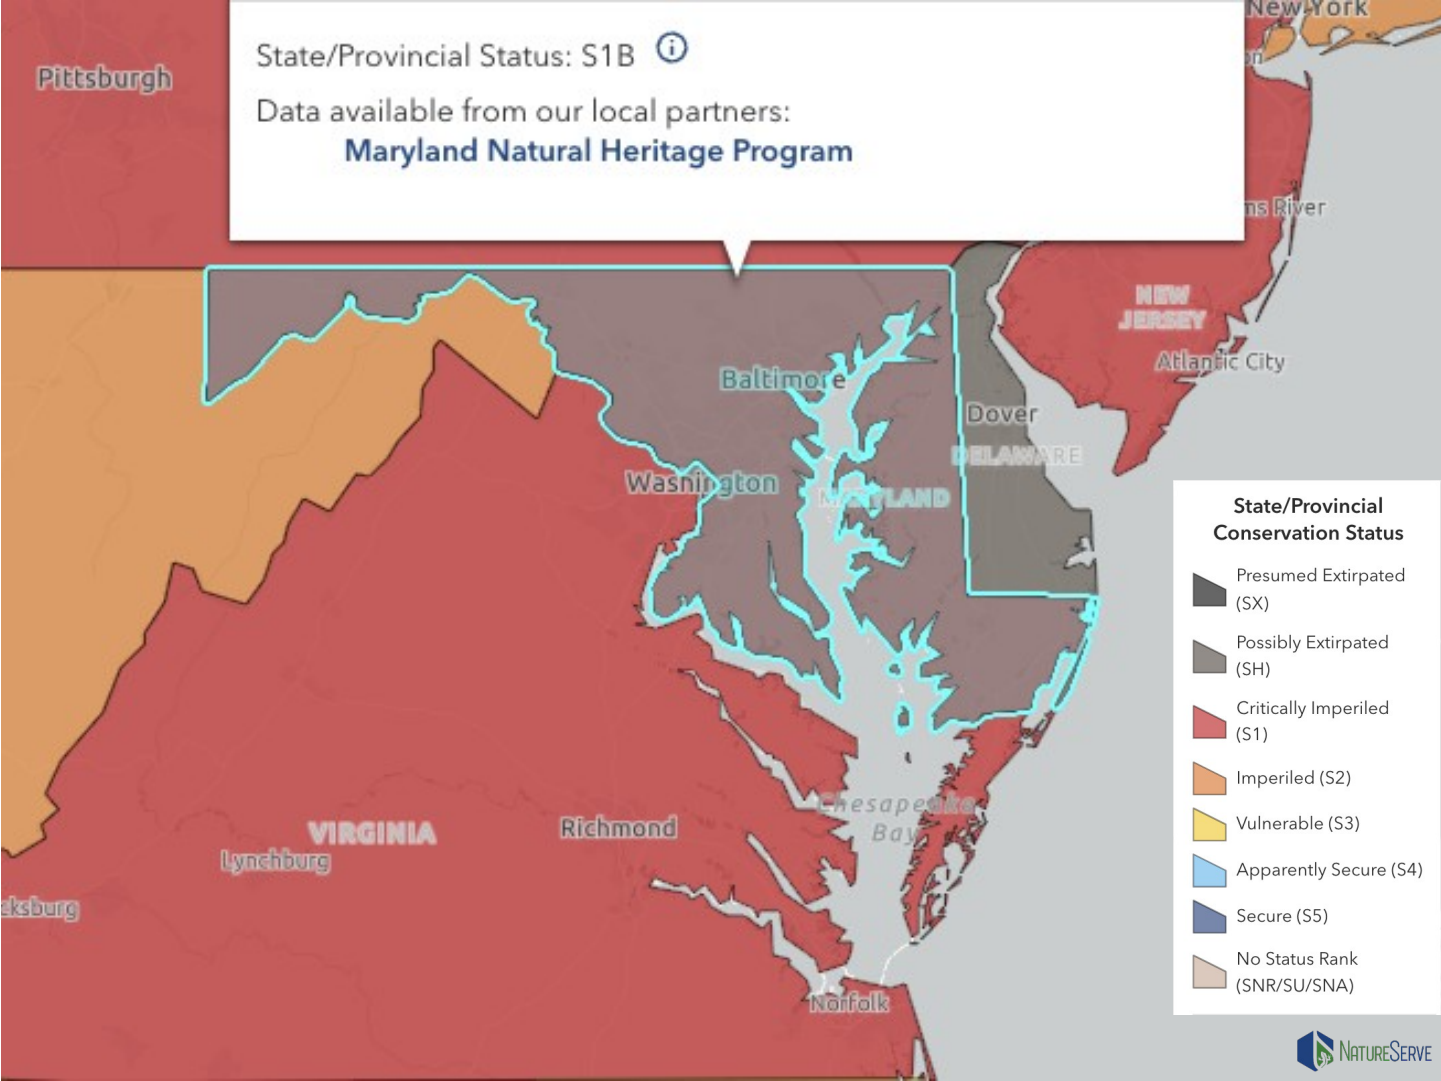 New York
State/Provincial Status: S1B
Pittsburgh
Data available from our local partners:
Maryland Natural Heritage Program
ms River
NEW
JERSEY
Atlantic City
Baltimore
Dover
DELAWARE
Washington
MARYLAND
State/Provincial
Conservation Status
Presumed Extirpated
(SX)
Possibly Extirpated
(SH)
Critically Imperiled
(S1)
Imperiled (S2)
Vulnerable (S3)
Apparently Secure (S4)
Secure (S5)
No Status Rank
(SNR/SU/SNA)
Chesapeake
Bay
VIRGINIA
Richmond
Lynchburg
cksburg
Norfolk
NATURESERVE